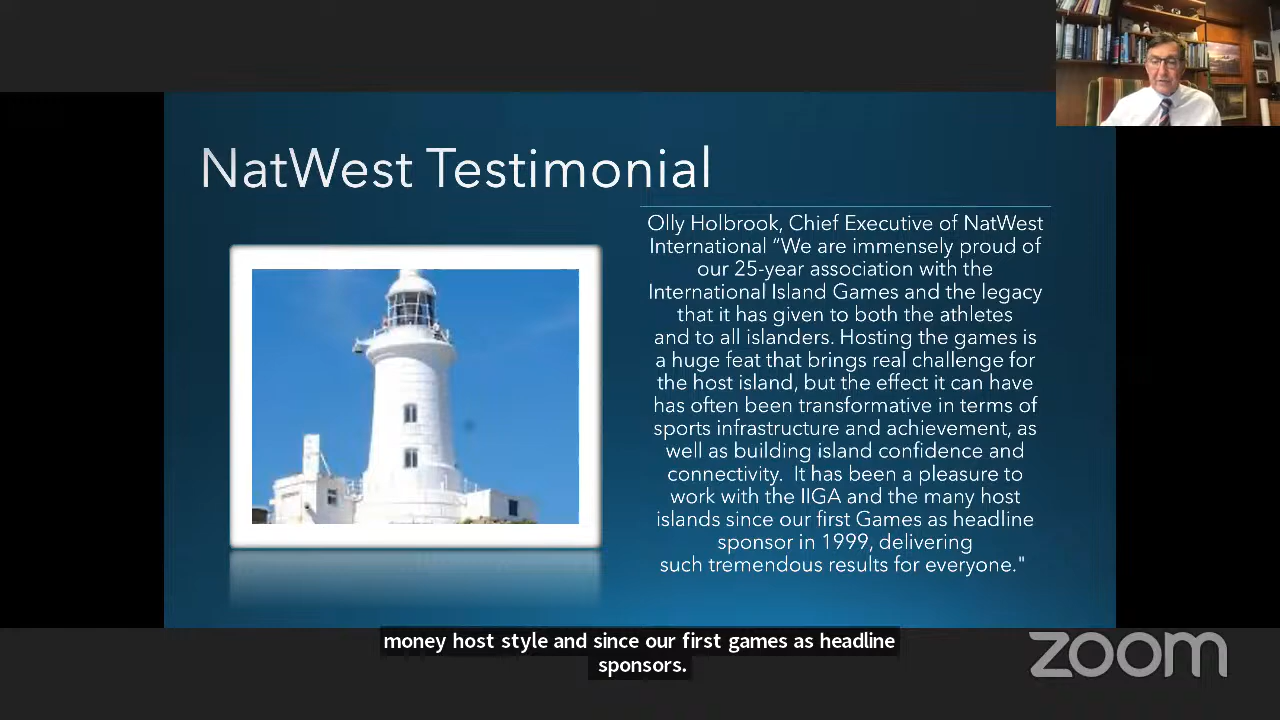 NatWest Testimonial
Olly Holbrook, Chief Executive of NatWest
International “We are immensely proud of
our 25-year association with the
International Island Games and the legacy
that it has given to both the athletes
and to all islanders. Hosting the games is
a huge feat that brings real challenge for
the host island, but the effect it can have
has often been transformative in terms of
sports infrastructure and achievement, as
well as building island confidence and
connectivity.  It has been a pleasure to
work with the IIGA and the many host
islands since our first Games as headline
sponsor in 1999, delivering
such tremendous results for everyone."
money host style and since our first games as headline
sponsors.
zoom